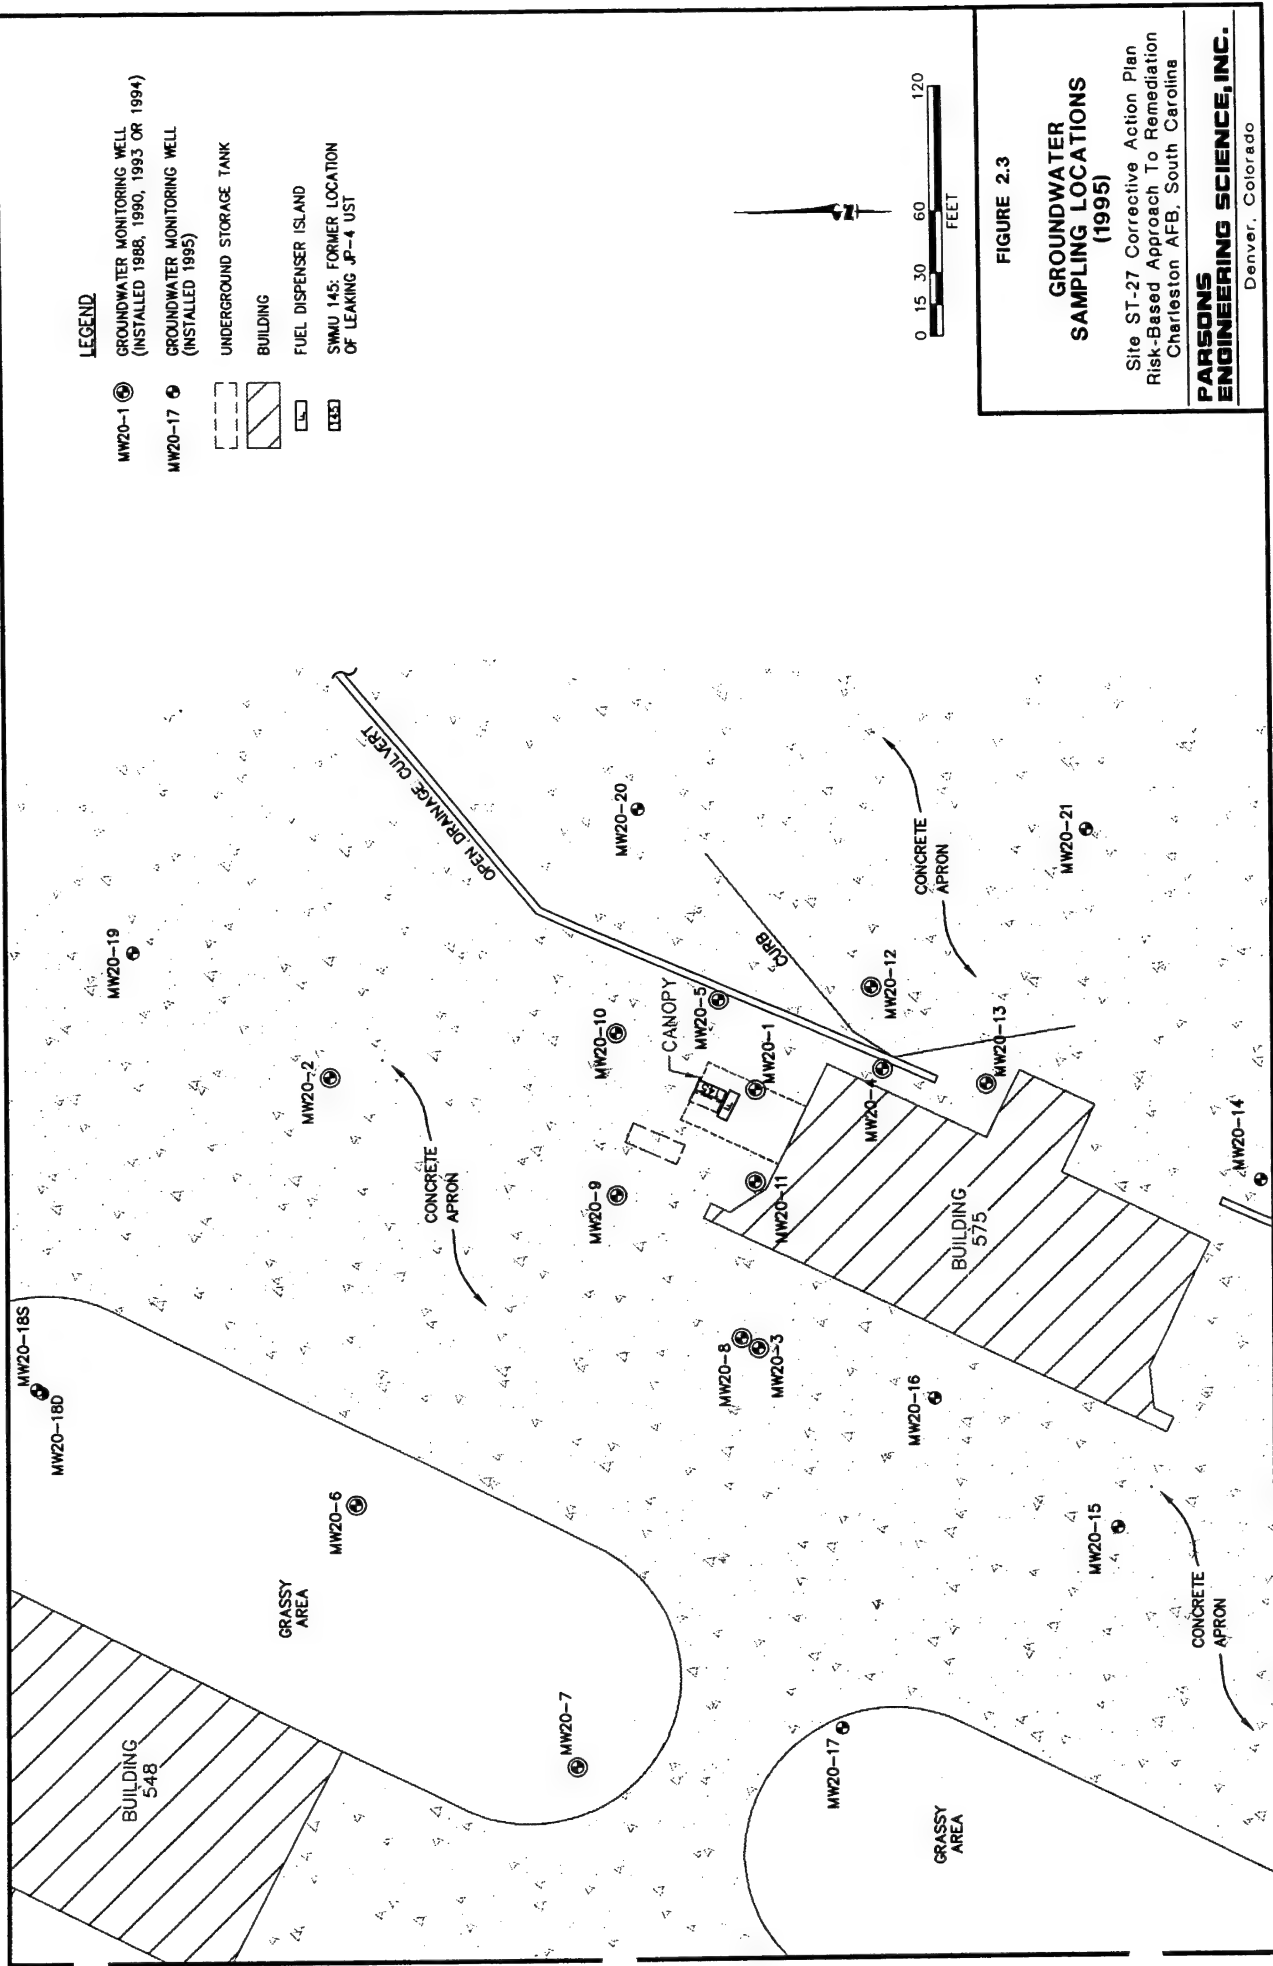 LEGEND
MW20-1
GROUNDWATER MONITORING WELL
(INSTALLED 1988, 1990, 1993 OR 1994)
MW20-17
GROUNDWATER MONITORING WELL
(INSTALLED 1995)
UNDERGROUND STORAGE TANK
BUILDING
FUEL DISPENSER ISLAND
145
SWMU 145: FORMER LOCATION
OF LEAKING JP-4 UST
N
0 15 30 60 120
FEET
FIGURE 2.3
GROUNDWATER
SAMPLING LOCATIONS
(1995)
Site ST-27 Corrective Action Plan
Risk-Based Approach To Remediation
Charleston AFB, South Carolina
PARSONS
ENGINEERING SCIENCE, INC.
Denver, Colorado
BUILDING
548
GRASSY
AREA
MW20-18S
MW20-18D
MW20-6
MW20-7
MW20-19
MW20-2
CONCRETE
APRON
OPEN DRAINAGE CULVERT
MW20-20
MW20-10
MW20-9
CANOPY
145
MW20-5
MW20-1
MW20-11
CURB
MW20-8
MW20-3
MW20-4
MW20-12
MW20-13
CONCRETE
APRON
MW20-21
BUILDING
575
MW20-14
MW20-16
MW20-15
CONCRETE
APRON
MW20-17
GRASSY
AREA